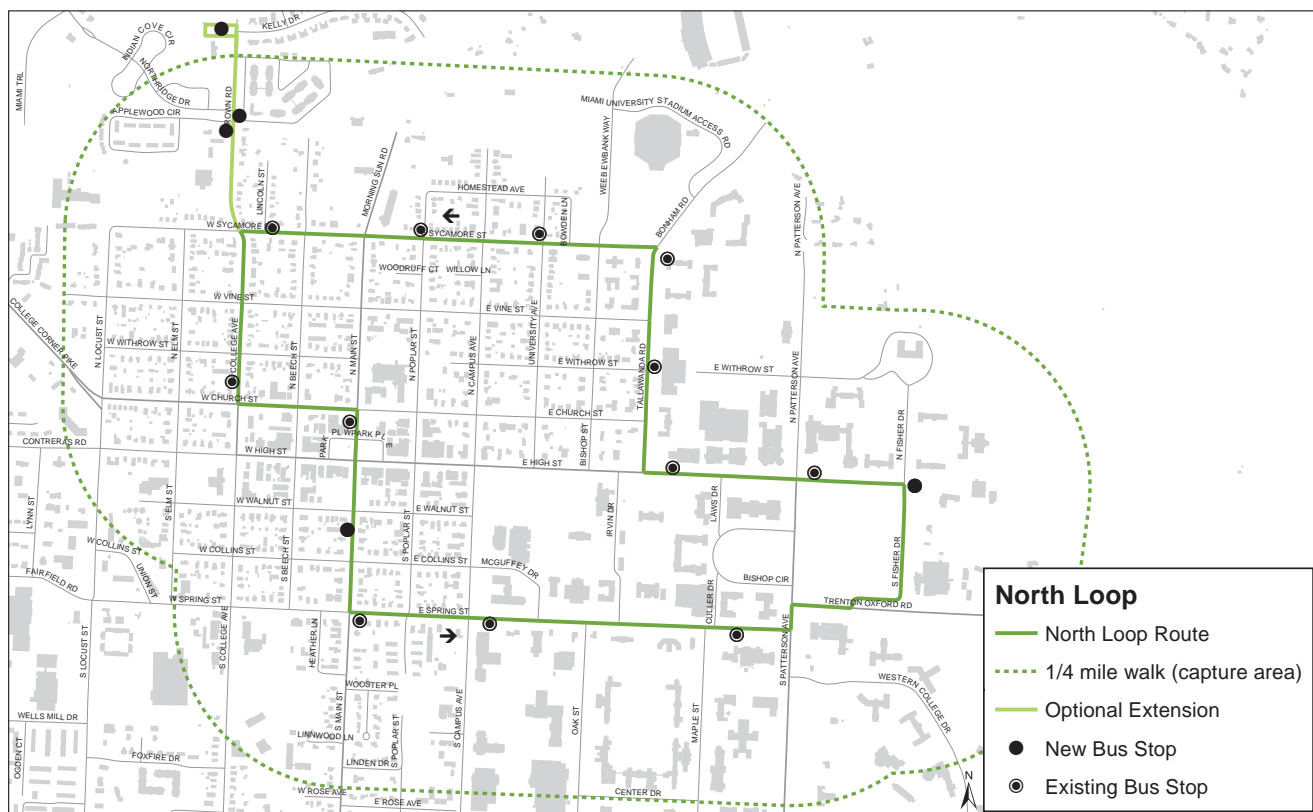 KELLY DR
INDIAN COVE CIR
MIAMI TRL
NORTHRIDGE DR
APPLEWOOD CIR
BROWN RD
MIAMI UNIVERSITY STADIUM ACCESS RD
WEEB EWBANK WAY
MORNING SUN RD
LINCOLN ST
HOMESTEAD AVE
BOWDEN LN
BONHAM RD
N PATTERSON AVE
W SYCAMORE
SYCAMORE ST
WOODRUFF CT
WILLOW LN
W VINE ST
E VINE ST
COLLEGE CORNER PIKE
N LOCUST ST
N ELM ST
COLLEGE AVE
N BEECH ST
N MAIN ST
N POPLAR ST
N CAMPUS AVE
UNIVERSITY AVE
TALLAWANDA RD
N PATTERSON AVE
W WITHROW ST
E WITHROW ST
E WITHROW ST
W CHURCH ST
E CHURCH ST
N FISHER DR
PARK
PL W
PARK PL E
BISHOP ST
CONTRERAS RD
W HIGH ST
E HIGH ST
LYNN ST
S ELM ST
W WALNUT ST
E WALNUT ST
IRVIN DR
LAWS DR
S POPLAR ST
W COLLINS ST
W COLLINS ST
E COLLINS ST
MCGUFFEY DR
S BEECH ST
S FISHER DR
UNION ST
FAIRFIELD RD
BISHOP CIR
CULLER DR
W SPRING ST
E SPRING ST
TRENTON OXFORD RD
S LOCUST ST
S COLLEGE AVE
HEATHER LN
S PATTERSON AVE
WESTERN COLLEGE DR
WOOSTER PL
S MAIN ST
S POPLAR ST
S CAMPUS AVE
OAK ST
MAPLE ST
WELLS MILL DR
OGDEN CT
LINNWOOD LN
FOXFIRE DR
LINDEN DR
W ROSE AVE
E ROSE AVE
CENTER DR
North Loop
North Loop Route
1/4 mile walk (capture area)
Optional Extension
New Bus Stop
Existing Bus Stop
N